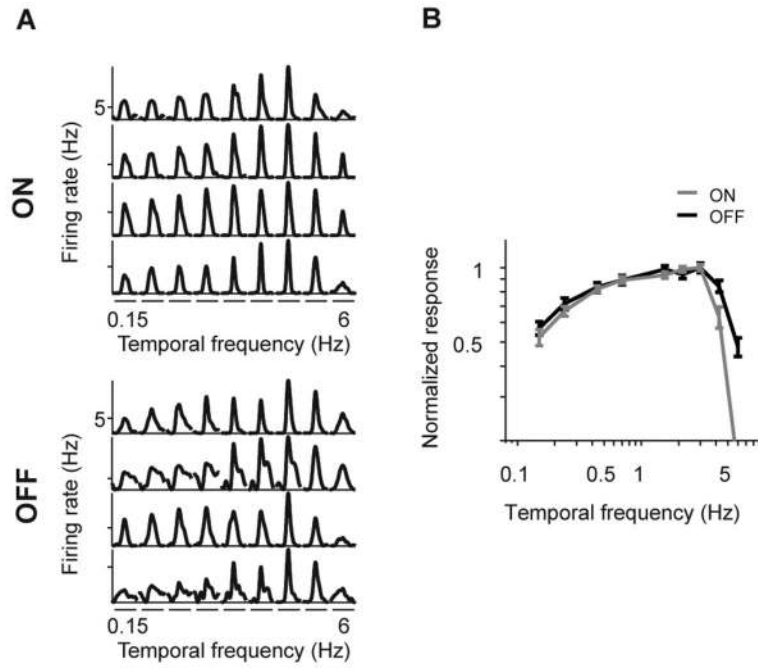 A
ON
Firing rate (Hz)
5
0.15 6
Temporal frequency (Hz)
OFF
Firing rate (Hz)
5
0.15 6
Temporal frequency (Hz)
B
ON
OFF
Normalized response
1
0.5
0.1 0.5 1 5
Temporal frequency (Hz)